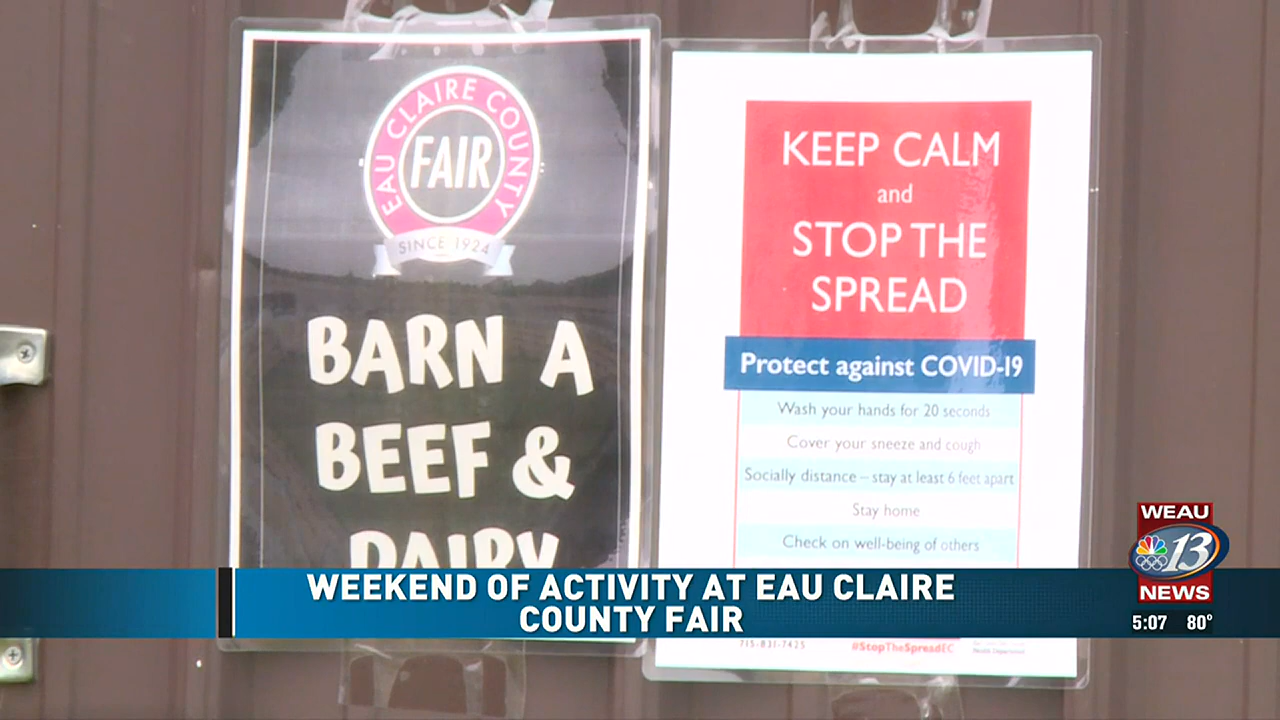 EAU CLAIRE COUNTY
FAIR
SINCE 1924
BARN A
BEEF &
DAIRY
KEEP CALM
and
STOP THE
SPREAD
Protect against COVID-19
Wash your hands for 20 seconds
Cover your sneeze and cough
Socially distance – stay at least 6 feet apart
Stay home
Check on well-being of others
715-831-7425
#StopTheSpreadEC
WEEKEND OF ACTIVITY AT EAU CLAIRE
COUNTY FAIR
WEAU
13
NEWS
5:07 80°